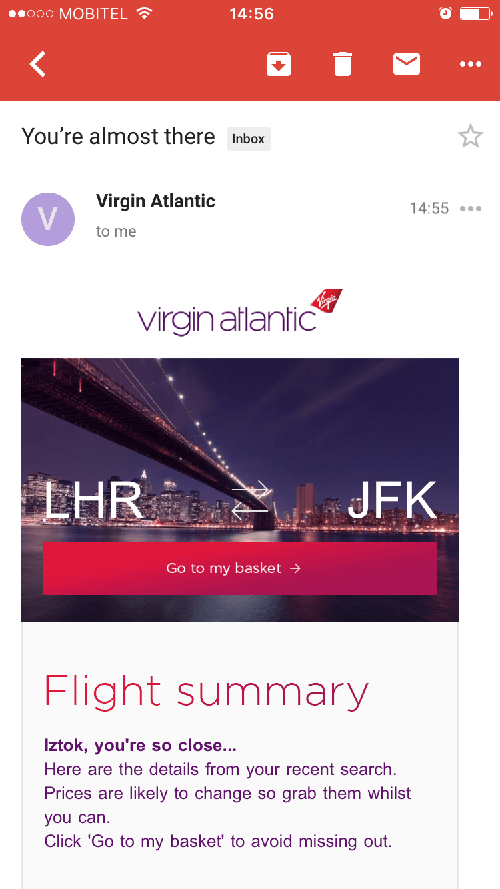 MOBITEL 14:56
You're almost there Inbox
V
Virgin Atlantic
14:55
to me
virgin atlantic
Virgin
LHR JFK
Go to my basket →
Flight summary
Iztok, you're so close...
Here are the details from your recent search.
Prices are likely to change so grab them whilst
you can.
Click 'Go to my basket' to avoid missing out.